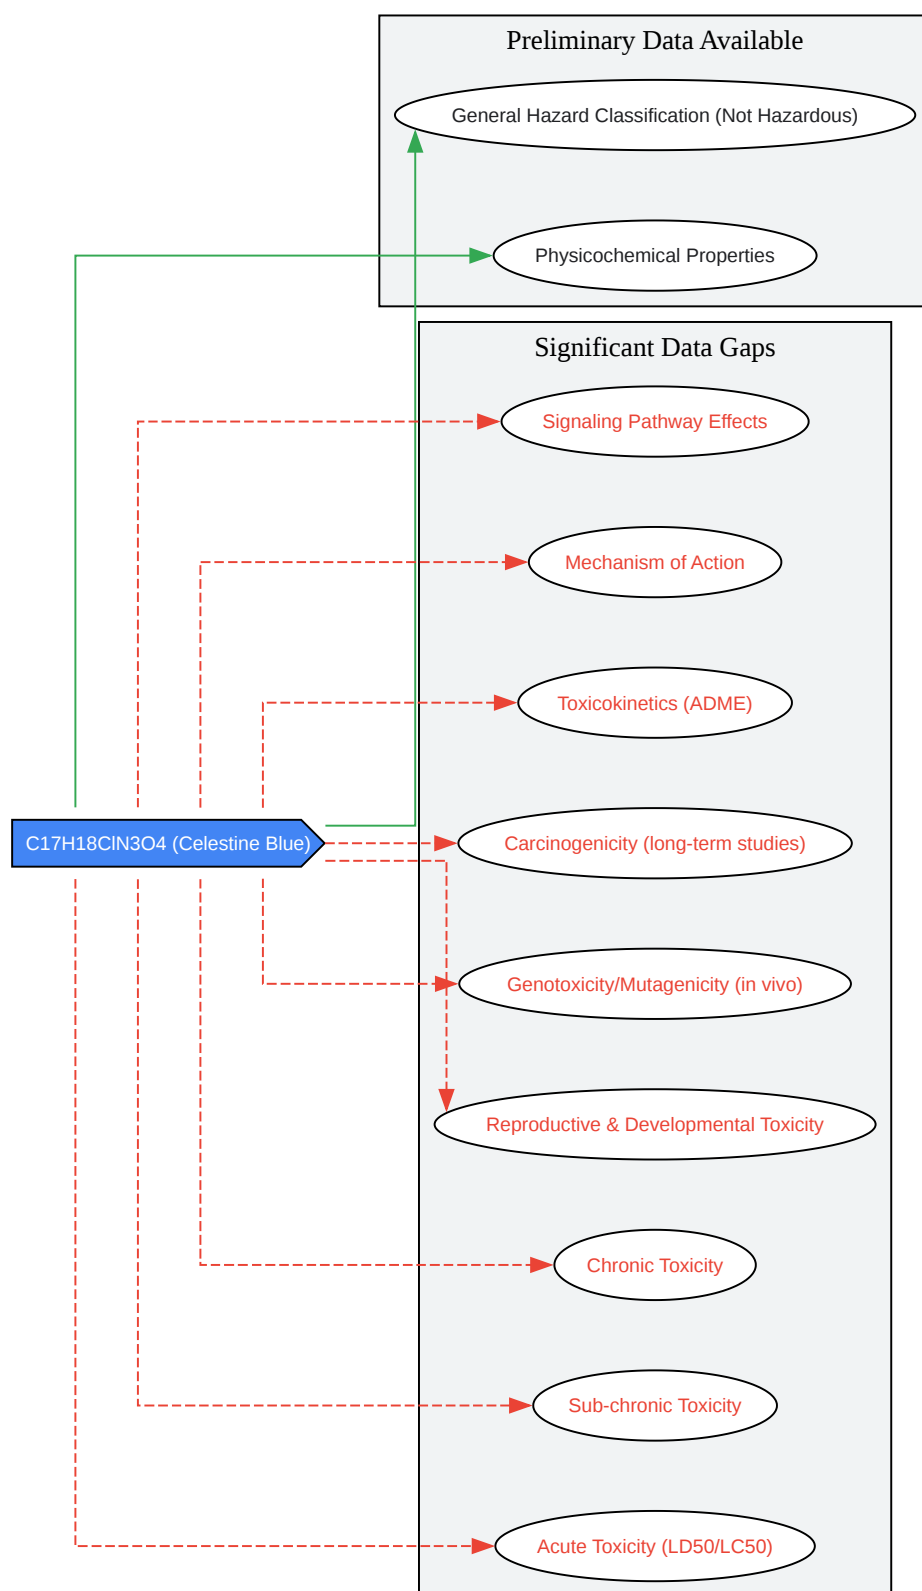 Preliminary Data Available
General Hazard Classification (Not Hazardous)
Physicochemical Properties
Significant Data Gaps
Signaling Pathway Effects
Mechanism of Action
Toxicokinetics (ADME)
C17H18ClN3O4 (Celestine Blue)
Carcinogenicity (long-term studies)
Genotoxicity/Mutagenicity (in vivo)
Reproductive & Developmental Toxicity
Chronic Toxicity
Sub-chronic Toxicity
Acute Toxicity (LD50/LC50)